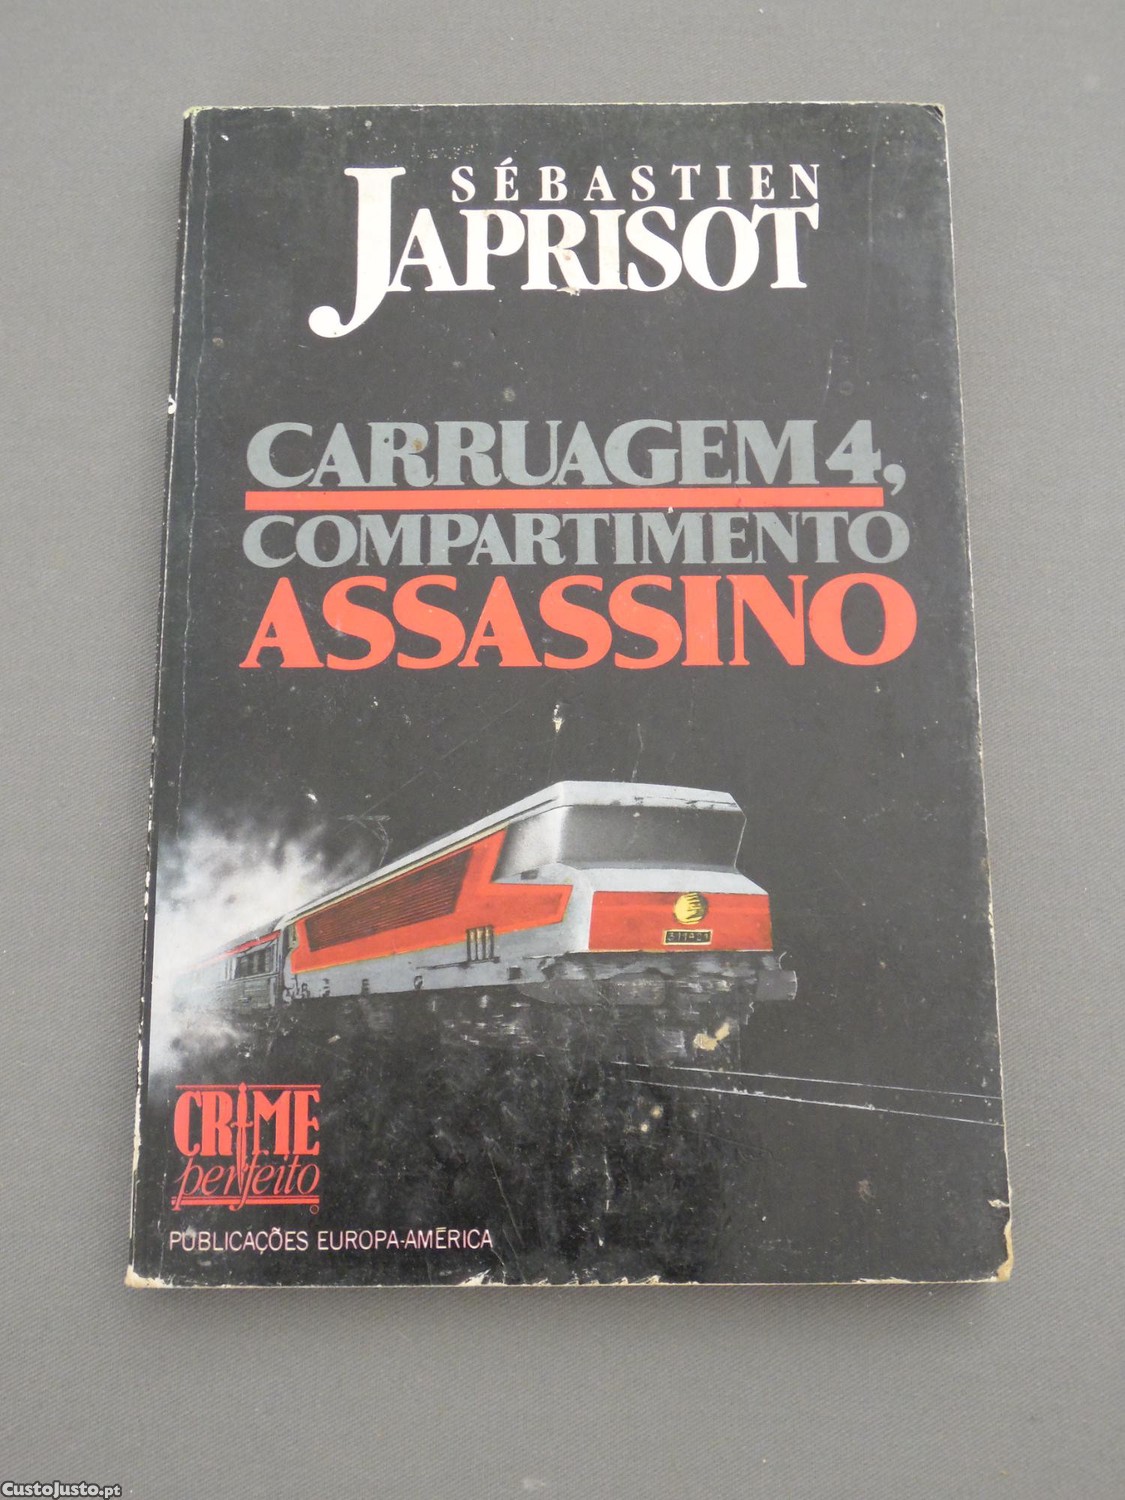 SÉBASTIEN
JAPRISOT
CARRUAGEM 4,
COMPARTIMENTO
ASSASSINO
CRIME
perfeito
PUBLICAÇÕES EUROPA-AMÉRICA
CustoJusto.pt